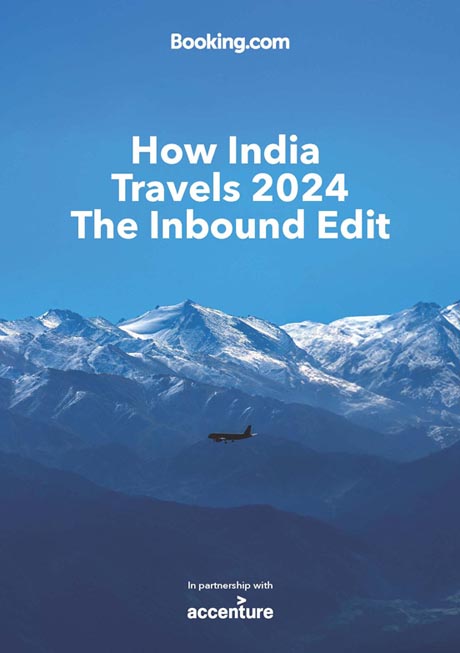 Booking.com
How India
Travels 2024
The Inbound Edit
In partnership with
accenture